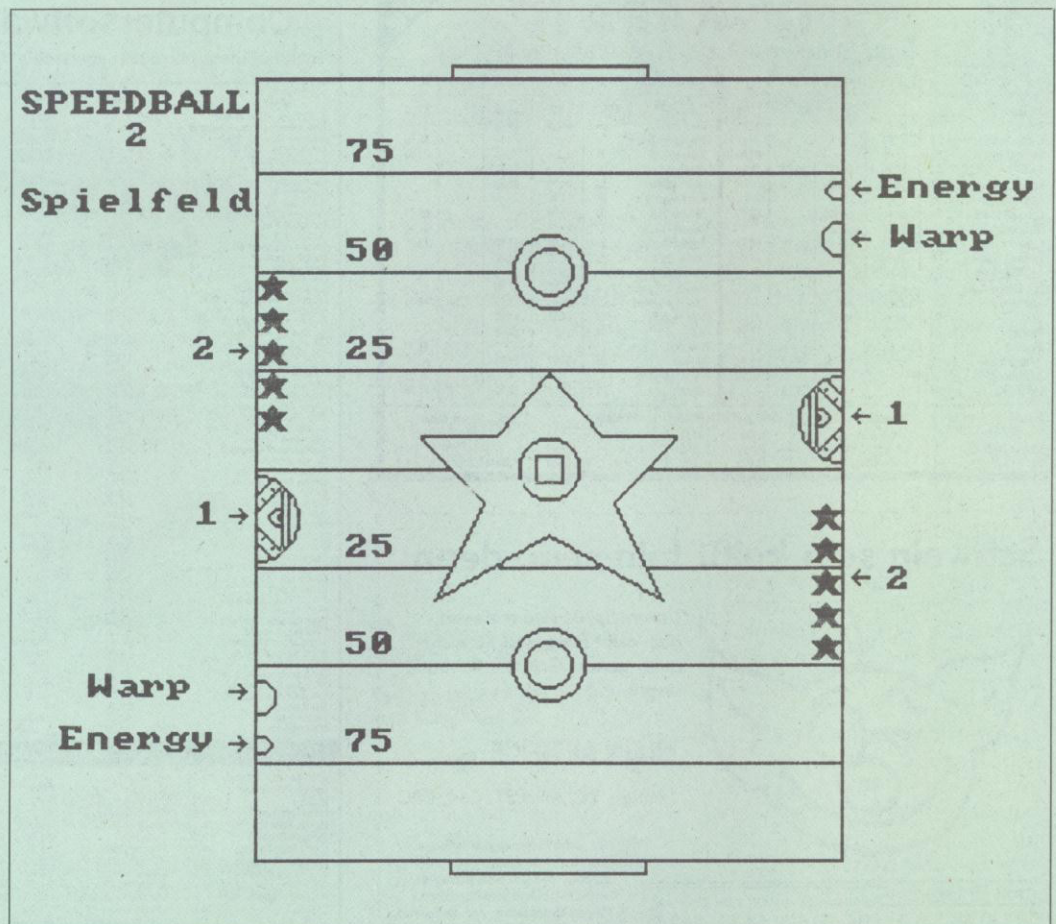 SPEEDBALL
2
75
Spielfeld
←Energy
← Warp
50
2 →
25
← 1
1 →
25
← 2
50
Warp →
Energy →
75